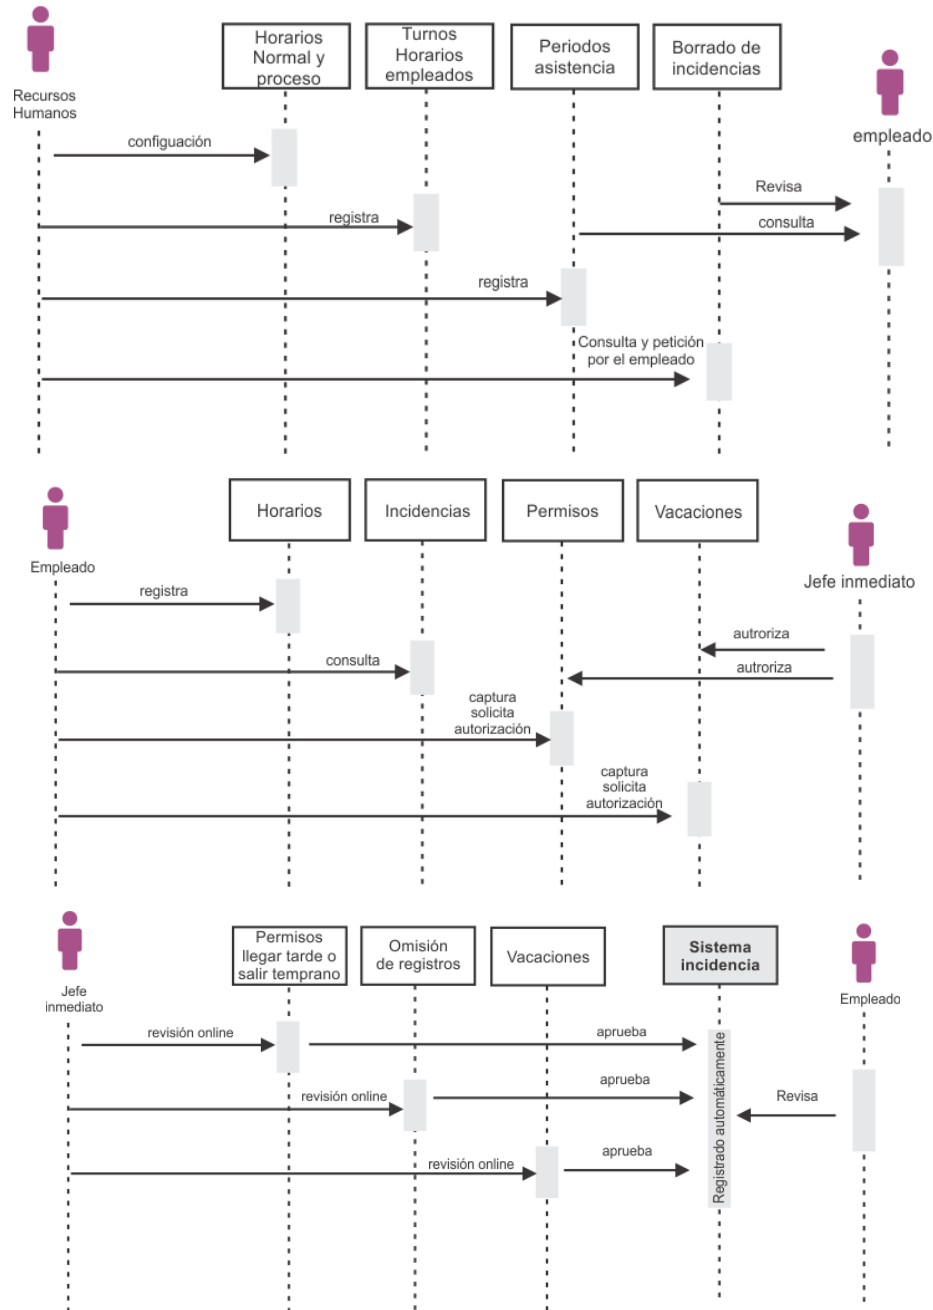 Recursos
Humanos
Horarios
Normal y
proceso
Turnos
Horarios
empleados
Periodos
asistencia
Borrado de
incidencias
empleado
configuación
Revisa
registra
consulta
registra
Consulta y petición
por el empleado
Empleado
Horarios
Incidencias
Permisos
Vacaciones
Jefe inmediato
registra
autroriza
consulta
autroriza
captura
solicita
autorización
captura
solicita
autorización
Jefe
inmediato
Permisos
llegar tarde o
salir temprano
Omisión
de registros
Vacaciones
Sistema
incidencia
Empleado
revisión online
aprueba
revisión online
aprueba
Revisa
revisión online
aprueba
Registrado automáticamente